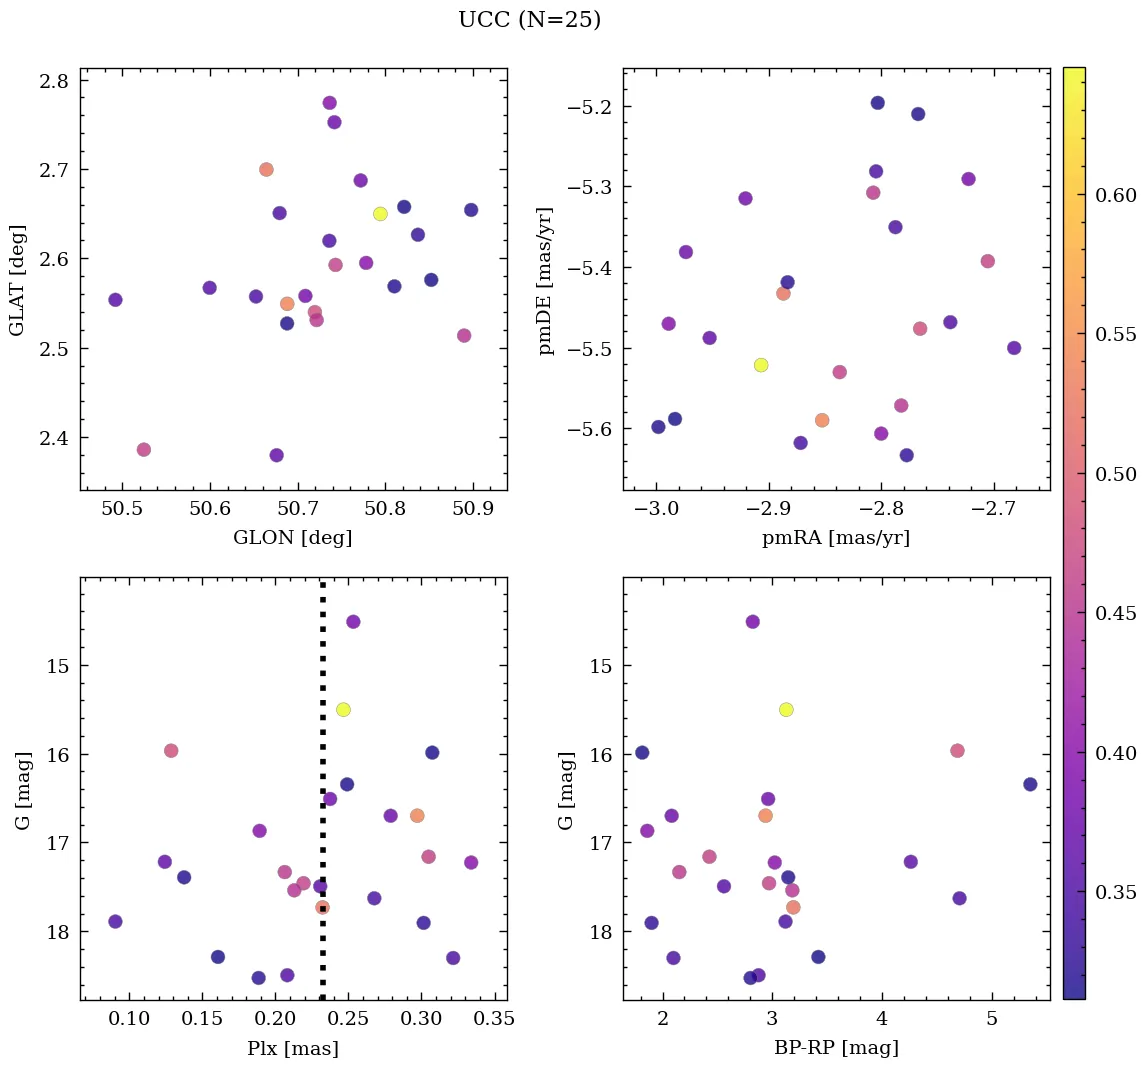 UCC (N=25)
2.8
2.7
2.6
2.5
2.4
GLAT [deg]
50.5 50.6 50.7 50.8 50.9
GLON [deg]
−5.2
−5.3
−5.4
−5.5
−5.6
pmDE [mas/yr]
−3.0 −2.9 −2.8 −2.7
pmRA [mas/yr]
15
16
17
18
G [mag]
0.10 0.15 0.20 0.25 0.30 0.35
Plx [mas]
15
16
17
18
G [mag]
2 3 4 5
BP-RP [mag]
0.60
0.55
0.50
0.45
0.40
0.35